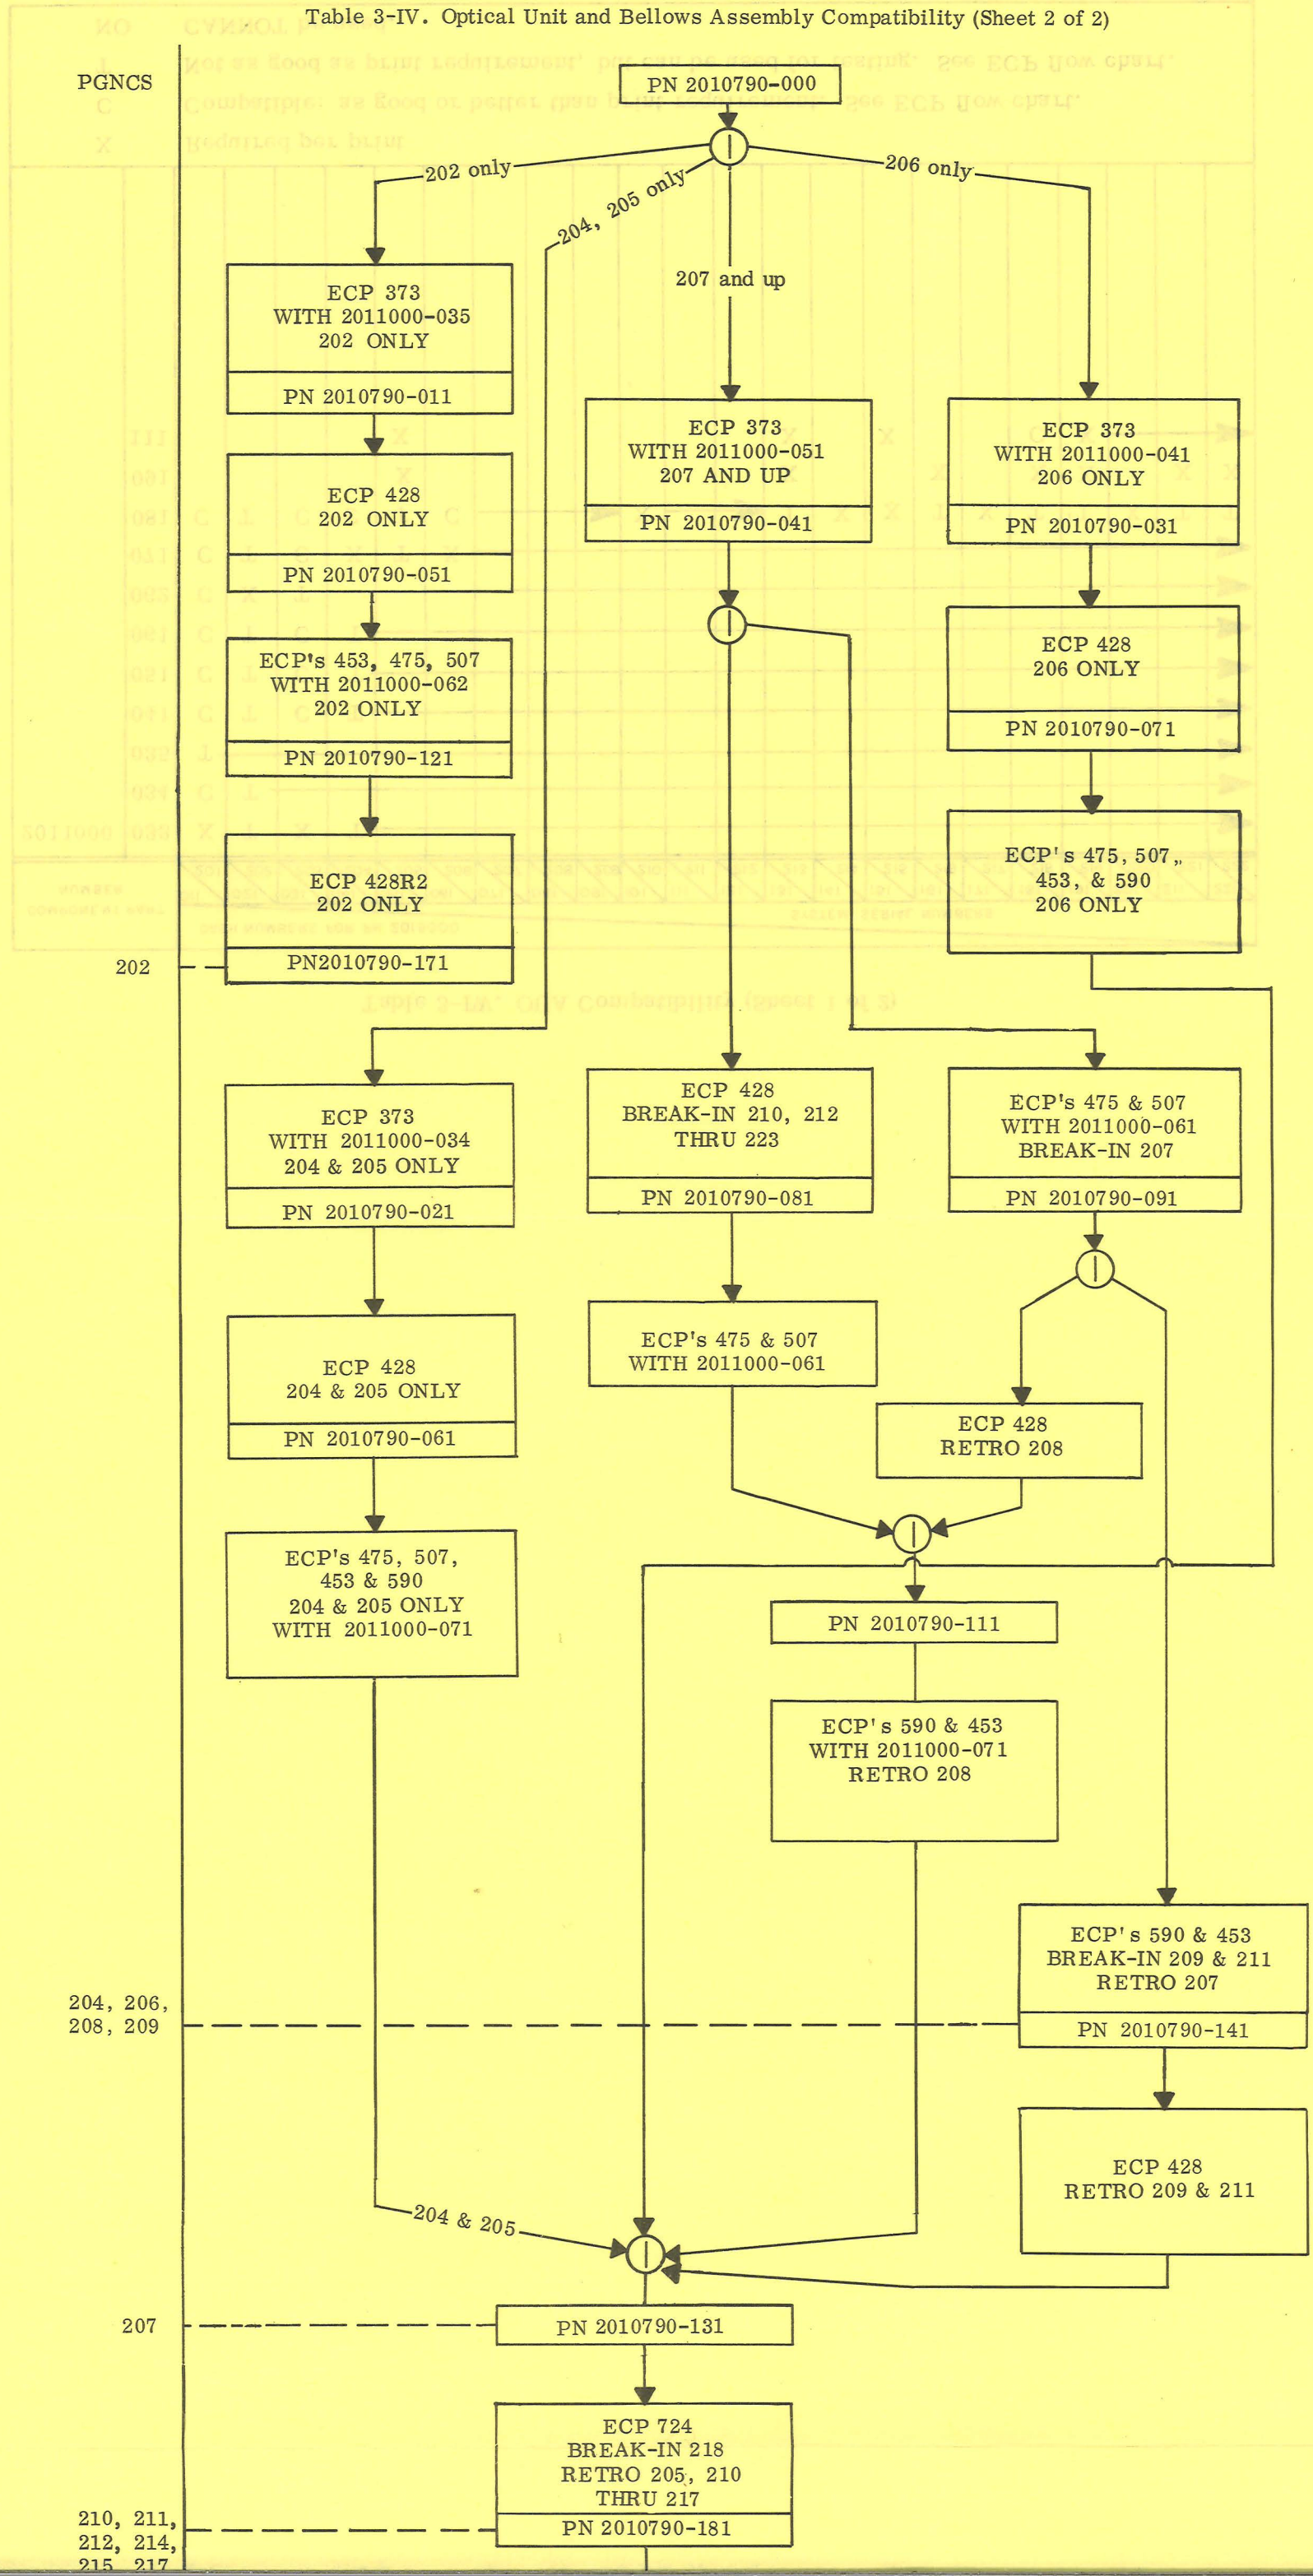 Table 3-IV. Optical Unit and Bellows Assembly Compatibility (Sheet 2 of 2)
PGNCS
PN 2010790-000
202 only
204, 205 only
207 and up
206 only
ECP 373
WITH 2011000-035
202 ONLY
PN 2010790-011
ECP 428
202 ONLY
PN 2010790-051
ECP's 453, 475, 507
WITH 2011000-062
202 ONLY
PN 2010790-121
ECP 428R2
202 ONLY
PN2010790-171
202
ECP 373
WITH 2011000-051
207 AND UP
PN 2010790-041
ECP 373
WITH 2011000-041
206 ONLY
PN 2010790-031
ECP 428
206 ONLY
PN 2010790-071
ECP's 475, 507,,
453, & 590
206 ONLY
ECP 373
WITH 2011000-034
204 & 205 ONLY
PN 2010790-021
ECP 428
204 & 205 ONLY
PN 2010790-061
ECP's 475, 507,
453 & 590
204 & 205 ONLY
WITH 2011000-071
ECP 428
BREAK-IN 210, 212
THRU 223
PN 2010790-081
ECP's 475 & 507
WITH 2011000-061
ECP's 475 & 507
WITH 2011000-061
BREAK-IN 207
PN 2010790-091
ECP 428
RETRO 208
PN 2010790-111
ECP's 590 & 453
WITH 2011000-071
RETRO 208
ECP's 590 & 453
BREAK-IN 209 & 211
RETRO 207
PN 2010790-141
204, 206,
208, 209
ECP 428
RETRO 209 & 211
204 & 205
207
PN 2010790-131
ECP 724
BREAK-IN 218
RETRO 205, 210
THRU 217
PN 2010790-181
210, 211,
212, 214,
215, 217